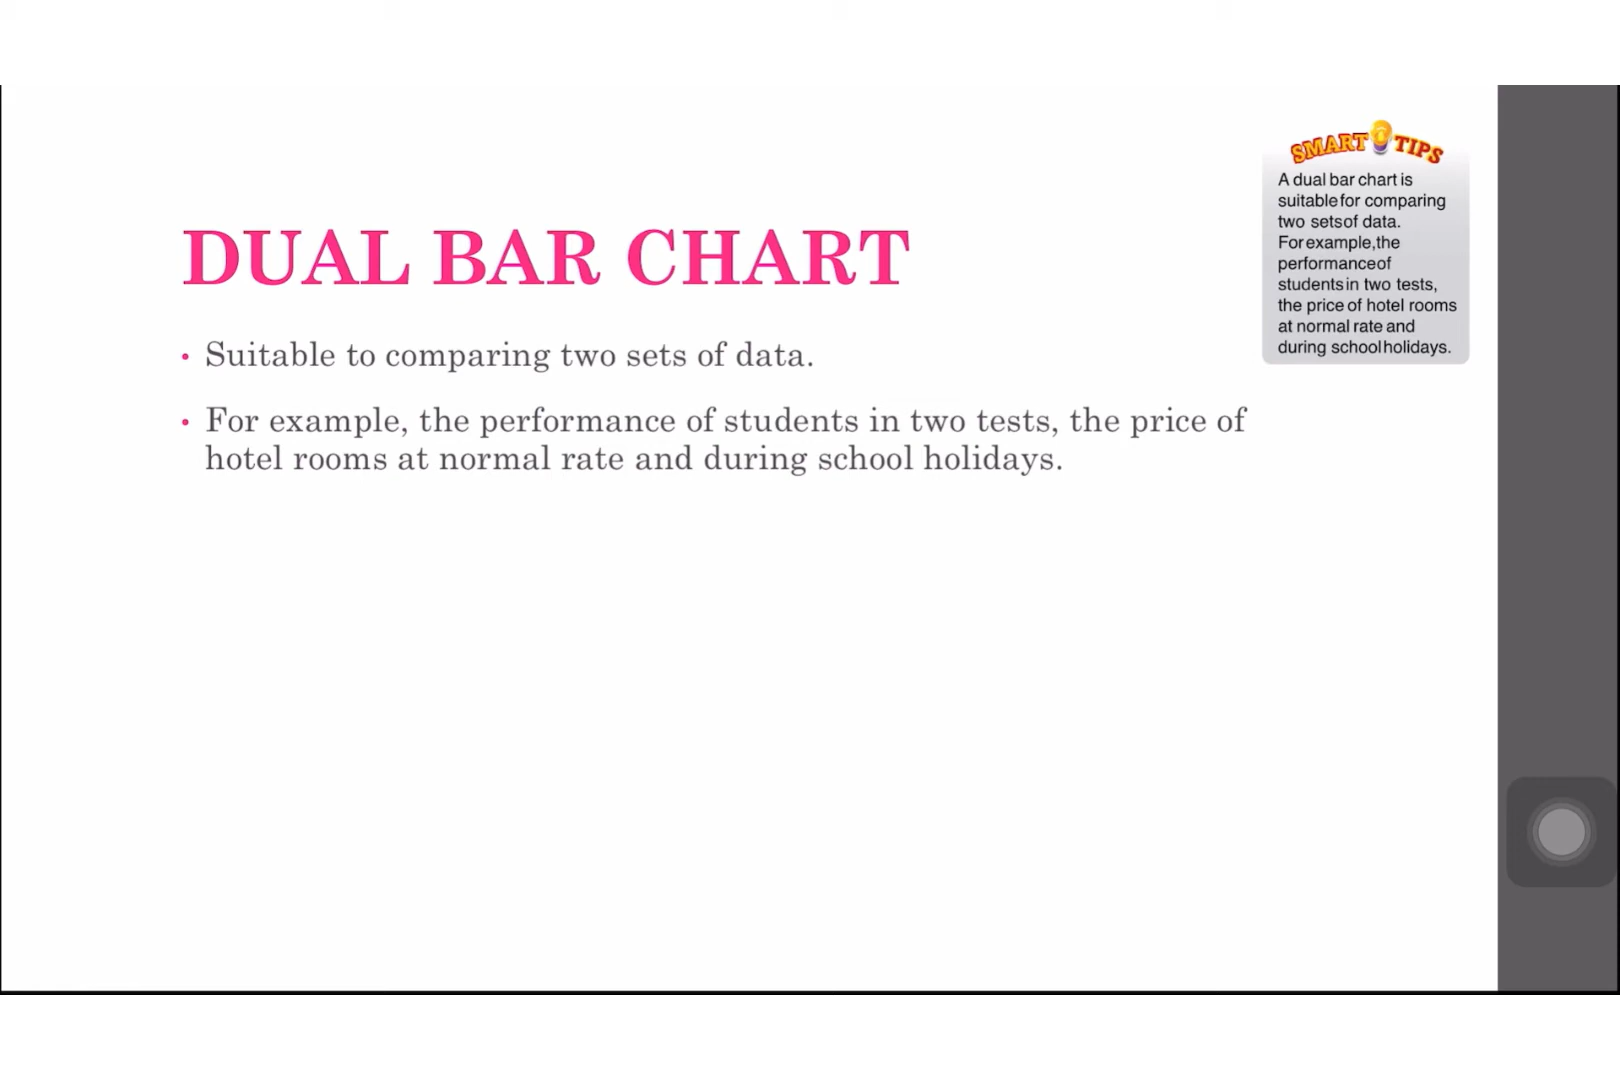 DUAL BAR CHART
• Suitable to comparing two sets of data.
• For example, the performance of students in two tests, the price of
hotel rooms at normal rate and during school holidays.
SMART TIPS
A dual bar chart is
suitable for comparing
two sets of data.
For example, the
performance of
students in two tests,
the price of hotel rooms
at normal rate and
during school holidays.